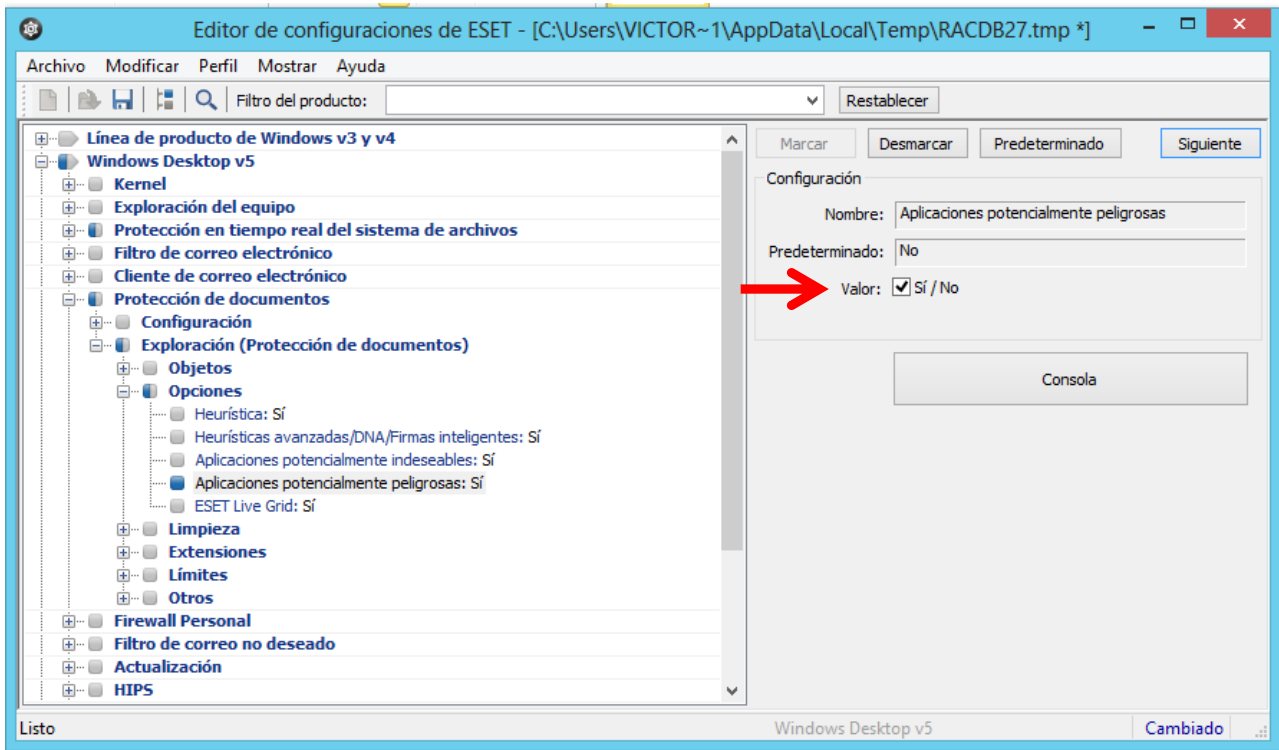 Editor de configuraciones de ESET - [C:\Users\VICTOR~1\AppData\Local\Temp\RACDB27.tmp *]
Archivo Modificar Perfil Mostrar Ayuda
Filtro del producto: Restablecer
Línea de producto de Windows v3 y v4
Windows Desktop v5
Kernel
Exploración del equipo
Protección en tiempo real del sistema de archivos
Filtro de correo electrónico
Cliente de correo electrónico
Protección de documentos
Configuración
Exploración (Protección de documentos)
Objetos
Opciones
Heurística: Sí
Heurísticas avanzadas/DNA/Firmas inteligentes: Sí
Aplicaciones potencialmente indeseables: Sí
Aplicaciones potencialmente peligrosas: Sí
ESET Live Grid: Sí
Limpieza
Extensiones
Límites
Otros
Firewall Personal
Filtro de correo no deseado
Actualización
HIPS
Marcar Desmarcar Predeterminado Siguiente
Configuración
Nombre: Aplicaciones potencialmente peligrosas
Predeterminado: No
Valor: Sí / No
Consola
Listo Windows Desktop v5 Cambiado